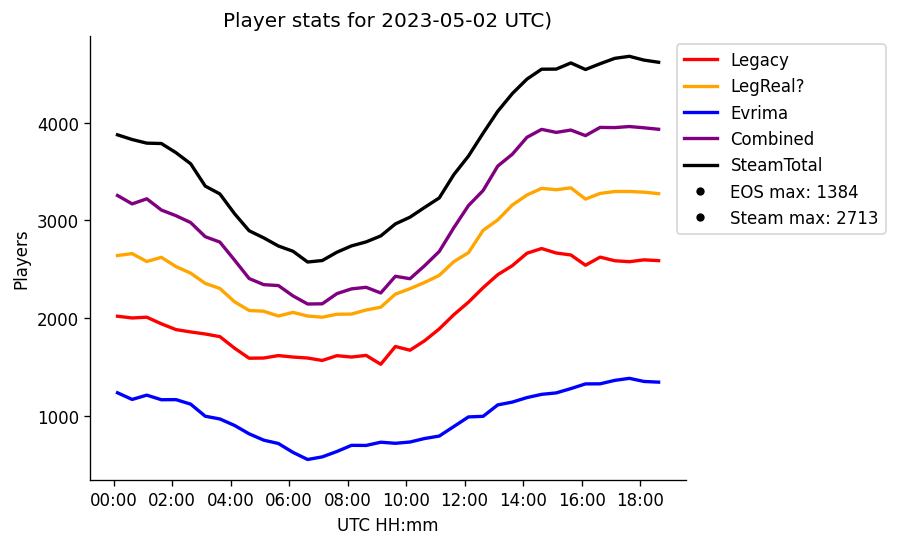 Player stats for 2023-05-02 UTC)
Legacy
LegReal?
Evrima
Combined
SteamTotal
EOS max: 1384
Steam max: 2713
Players
4000
3000
2000
1000
00:00 02:00 04:00 06:00 08:00 10:00 12:00 14:00 16:00 18:00
UTC HH:mm